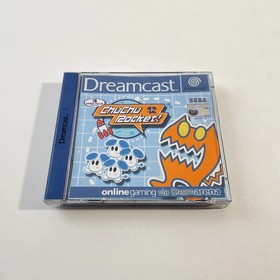 Dreamcast
SEGA
ChuChu
Rocket!
Dreamcast
online gaming via Dreamarena